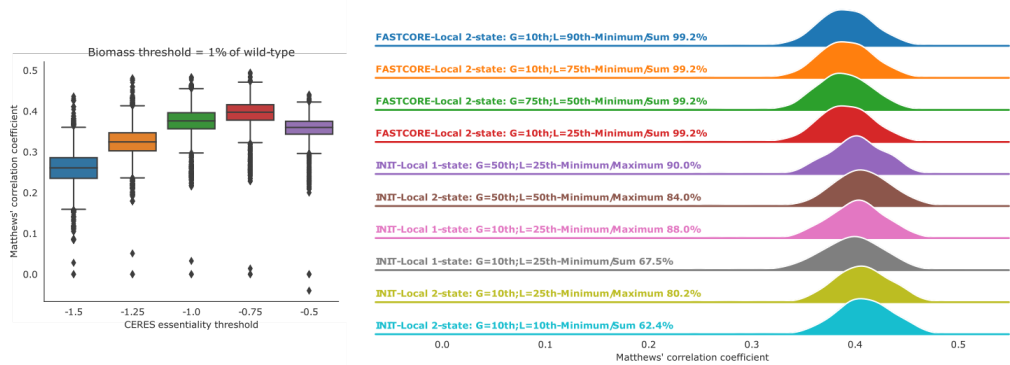 Biomass threshold = 1% of wild-type
Matthews' correlation coefficient
0.5
0.4
0.3
0.2
0.1
0.0
-1.5
-1.25
-1.0
-0.75
-0.5
CERES essentiality threshold
FASTCORE-Local 2-state: G=10th;L=90th-Minimum/Sum 99.2%
FASTCORE-Local 2-state: G=10th;L=75th-Minimum/Sum 99.2%
FASTCORE-Local 2-state: G=75th;L=50th-Minimum/Sum 99.2%
FASTCORE-Local 2-state: G=10th;L=25th-Minimum/Sum 99.2%
INIT-Local 1-state: G=50th;L=25th-Minimum/Maximum 90.0%
INIT-Local 2-state: G=50th;L=50th-Minimum/Maximum 84.0%
INIT-Local 1-state: G=10th;L=25th-Minimum/Maximum 88.0%
INIT-Local 1-state: G=10th;L=25th-Minimum/Sum 67.5%
INIT-Local 2-state: G=10th;L=25th-Minimum/Maximum 80.2%
INIT-Local 2-state: G=10th;L=10th-Minimum/Sum 62.4%
0.0
0.1
0.2
0.3
0.4
0.5
Matthews' correlation coefficient